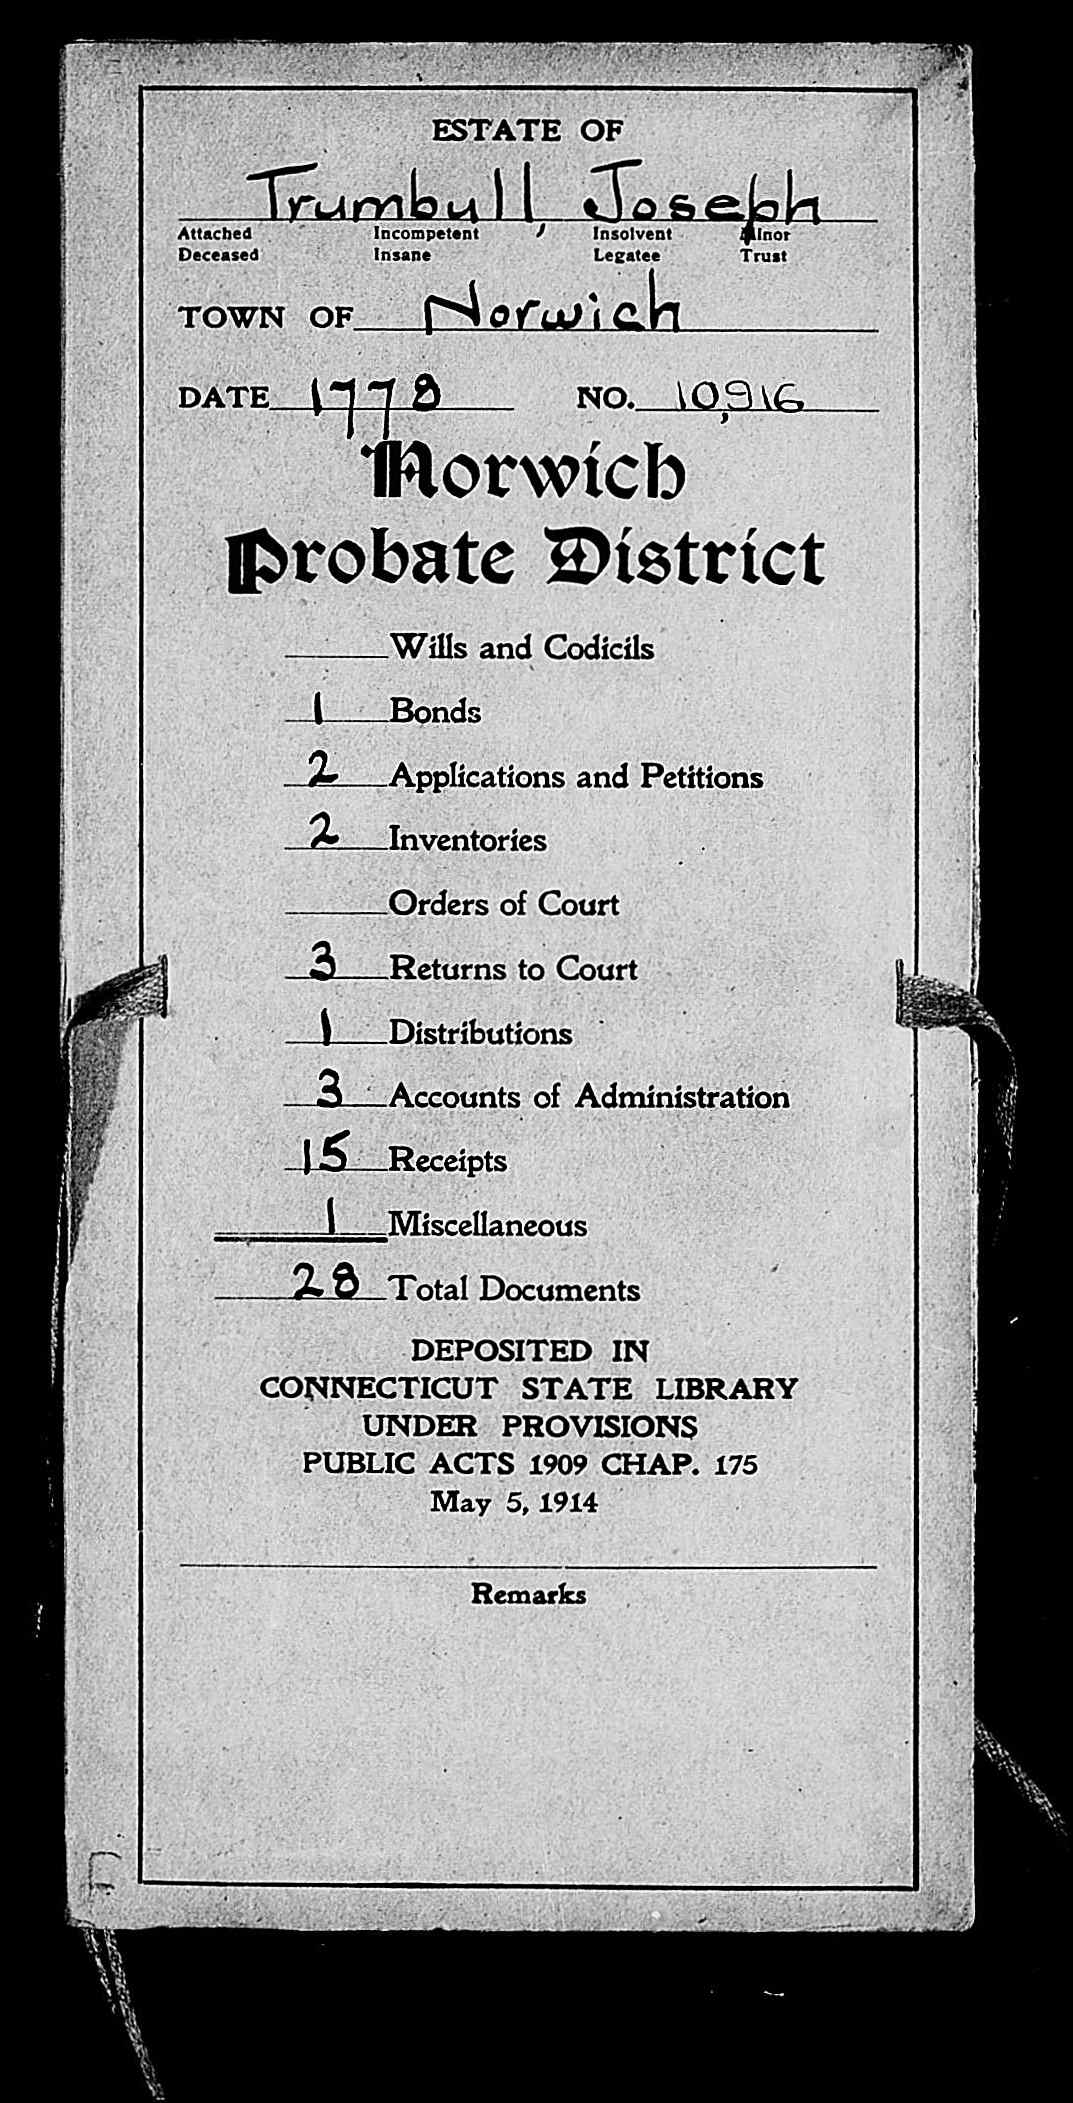 ESTATE OF
Trumbull, Joseph
Attached Incompetent Insolvent Minor
Deceased Insane Legatee Trust
TOWN OF Norwich
DATE 1778 NO. 10,916
Norwich
Probate District
Wills and Codicils
1 Bonds
2 Applications and Petitions
2 Inventories
Orders of Court
3 Returns to Court
1 Distributions
3 Accounts of Administration
15 Receipts
1 Miscellaneous
28 Total Documents
DEPOSITED IN
CONNECTICUT STATE LIBRARY
UNDER PROVISIONS
PUBLIC ACTS 1909 CHAP. 175
May 5, 1914
Remarks
F